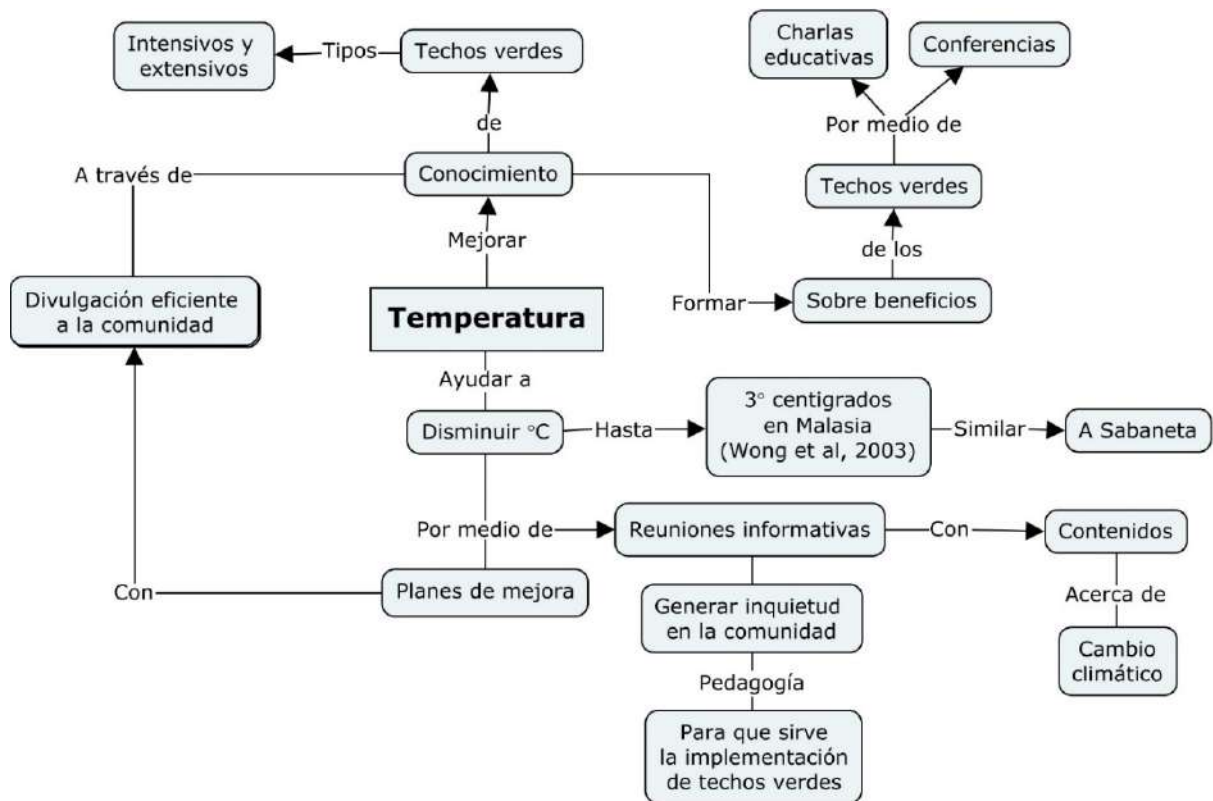 Intensivos y
extensivos
Tipos
Techos verdes
Charlas
educativas
Conferencias
de
Por medio de
A través de
Conocimiento
Techos verdes
Mejorar
de los
Divulgación eficiente
a la comunidad
Temperatura
Formar
Sobre beneficios
Ayudar a
Disminuir °C
Hasta
3° centigrados
en Malasia
(Wong et al, 2003)
Similar
A Sabaneta
Por medio de
Reuniones informativas
Con
Contenidos
Con
Planes de mejora
Generar inquietud
en la comunidad
Acerca de
Cambio
climático
Pedagogía
Para que sirve
la implementación
de techos verdes